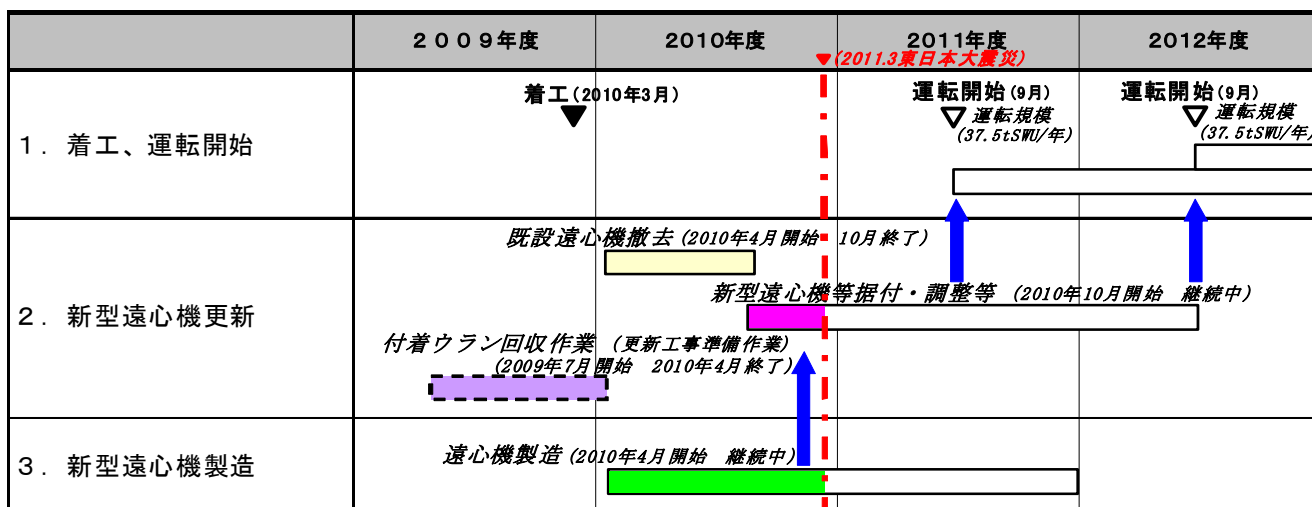 ２００９年度 2010年度 2011年度 2012年度
(2011.3東日本大震災)
着工(2010年3月) 運転開始(9月) 運転開始(9月)
運転規模 運転規模
(37.5tSWU/年) (37.5tSWU/年)
１．着工、運転開始
既設遠心機撤去(2010年4月開始　10月終了)
新型遠心機等据付・調整等 (2010年10月開始　継続中)
２．新型遠心機更新
付着ウラン回収作業 (更新工事準備作業)
(2009年7月開始　2010年4月終了)
遠心機製造(2010年4月開始　継続中)
３．新型遠心機製造